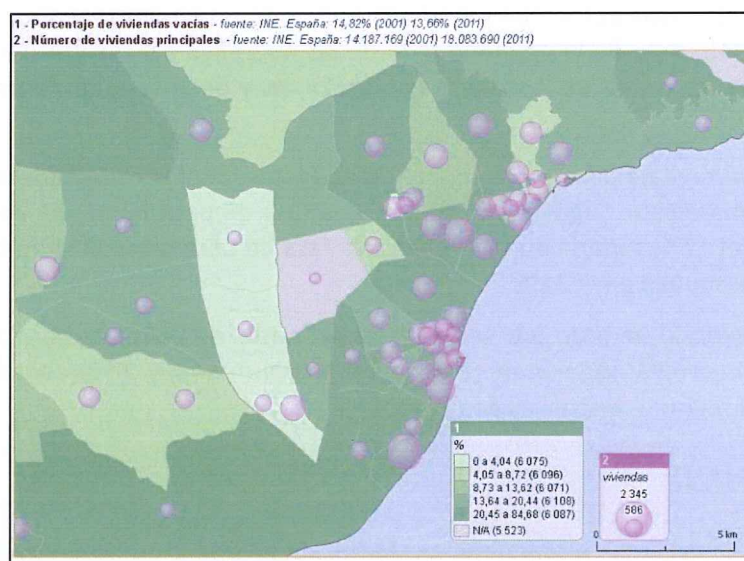 1 - Porcentaje de viviendas vacías - fuente: INE. España: 14,82% (2001) 13,66% (2011)
2 - Número de viviendas principales - fuente: INE. España: 14.187.169 (2001) 18.083.690 (2011)
1
%
0 a 4,04 (6 075)
4,05 a 8,72 (6 096)
8,73 a 13,62 (6 071)
13,64 a 20,44 (6 108)
20,45 a 84,68 (6 087)
N/A (5 523)
2
viviendas
2 345
586
0 5 km